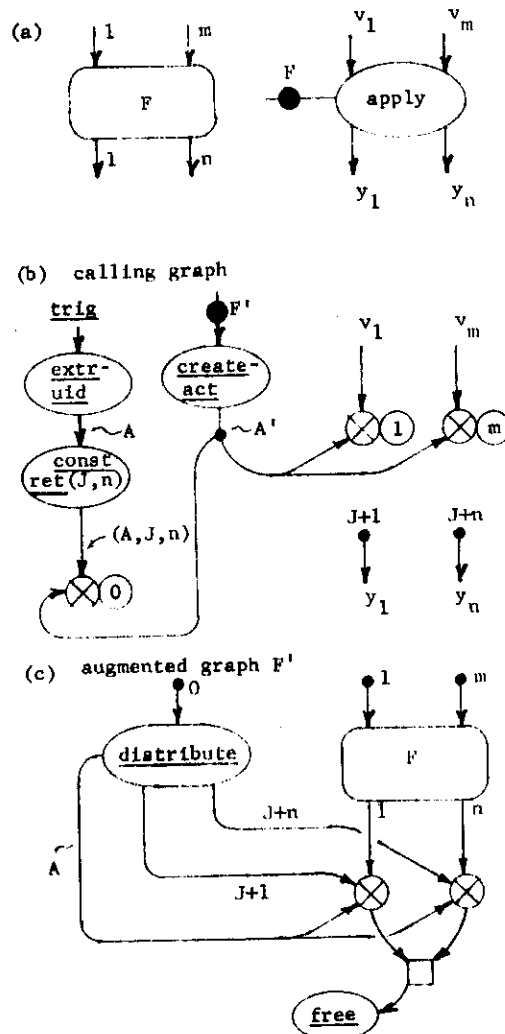 (a)
1 m
F
1 n
v1 vm
F
apply
y1 yn
(b) calling graph
trig
F'
extr-
uid
create-
act
v1 vm
A
A'
1 m
const
ret(J,n)
J+1 J+n
(A,J,n)
0
y1 yn
(c) augmented graph F'
0
1 m
distribute
F
1 n
J+n
A
J+1
free